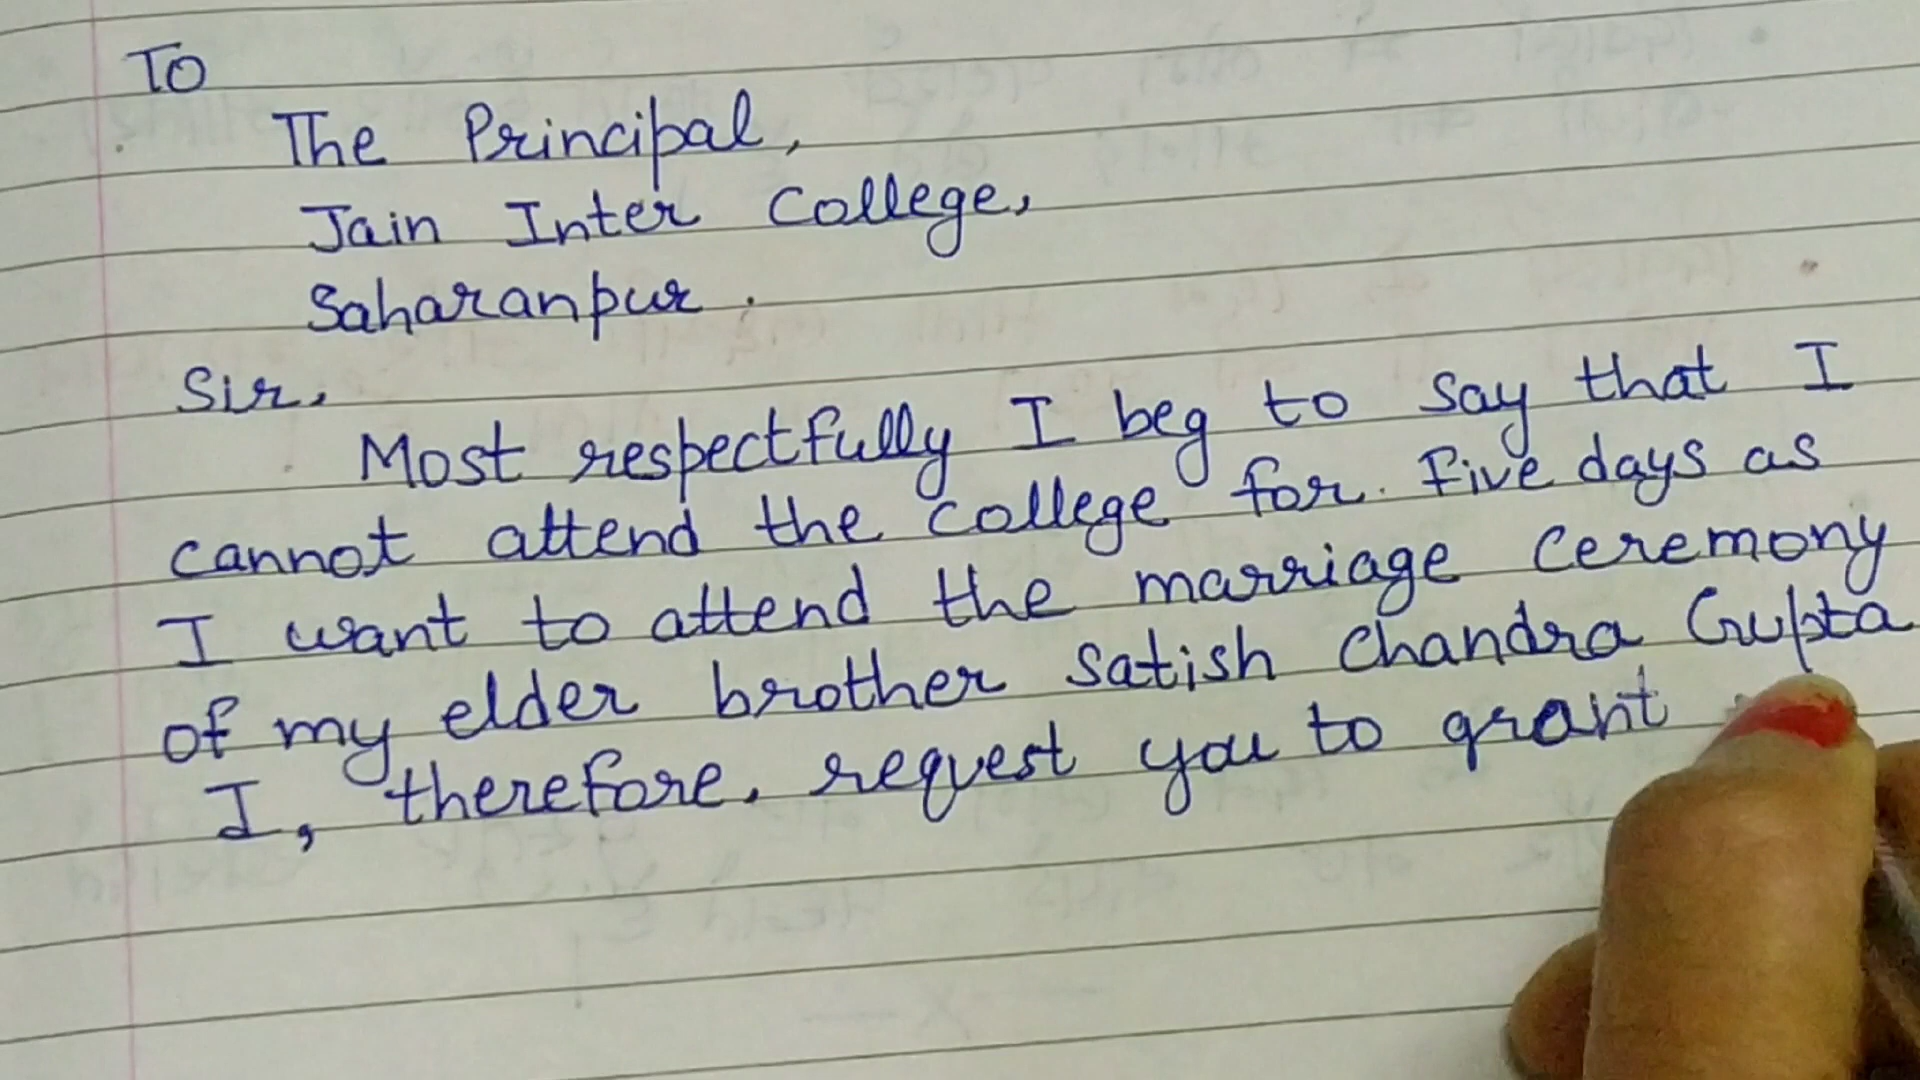 To
The Principal,
Jain Inter College,
Saharanpur.
Sir,
Most respectfully I beg to say that I
cannot attend the college for. five days as
I want to attend the marriage ceremony
of my elder brother Satish Chandra Gupta
I, therefore, request you to grant